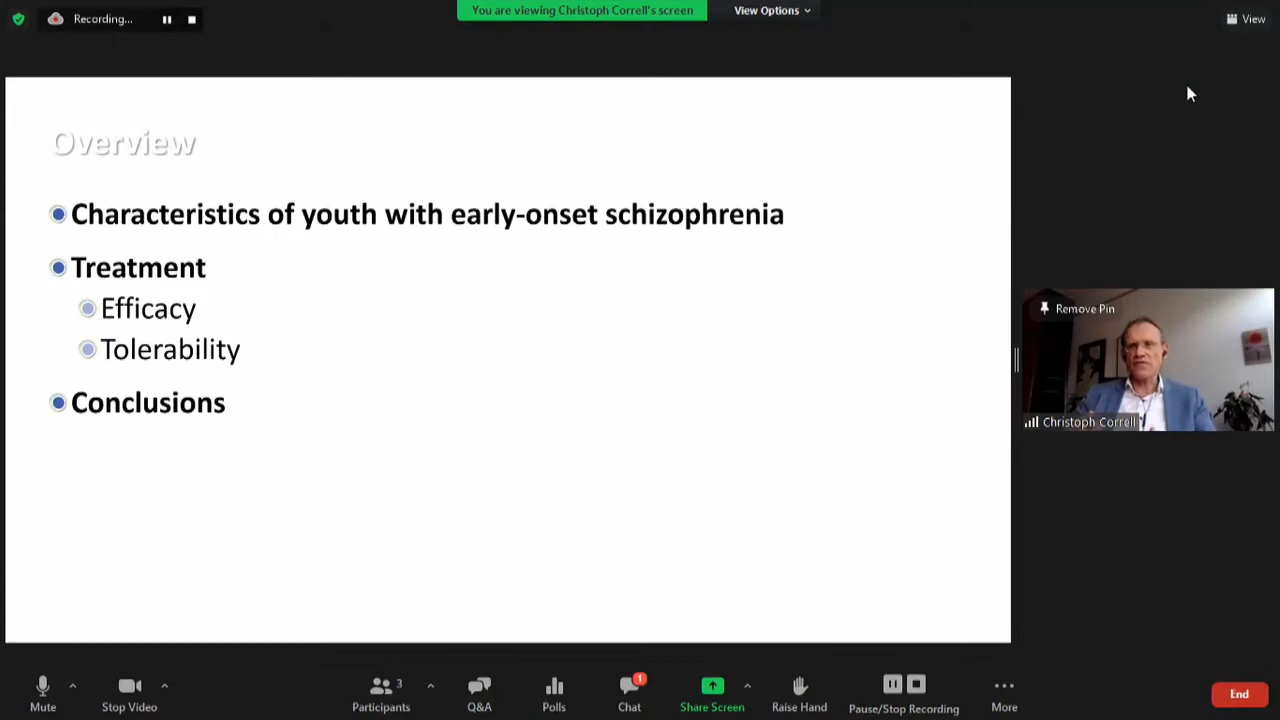 Recording...
You are viewing Christoph Correll's screen
View Options
View
Overview
Characteristics of youth with early-onset schizophrenia
Treatment
Efficacy
Tolerability
Conclusions
Remove Pin
Christoph Correll
Mute
Stop Video
Participants
3
Q&A
Polls
Chat
1
Share Screen
Raise Hand
Pause/Stop Recording
More
End